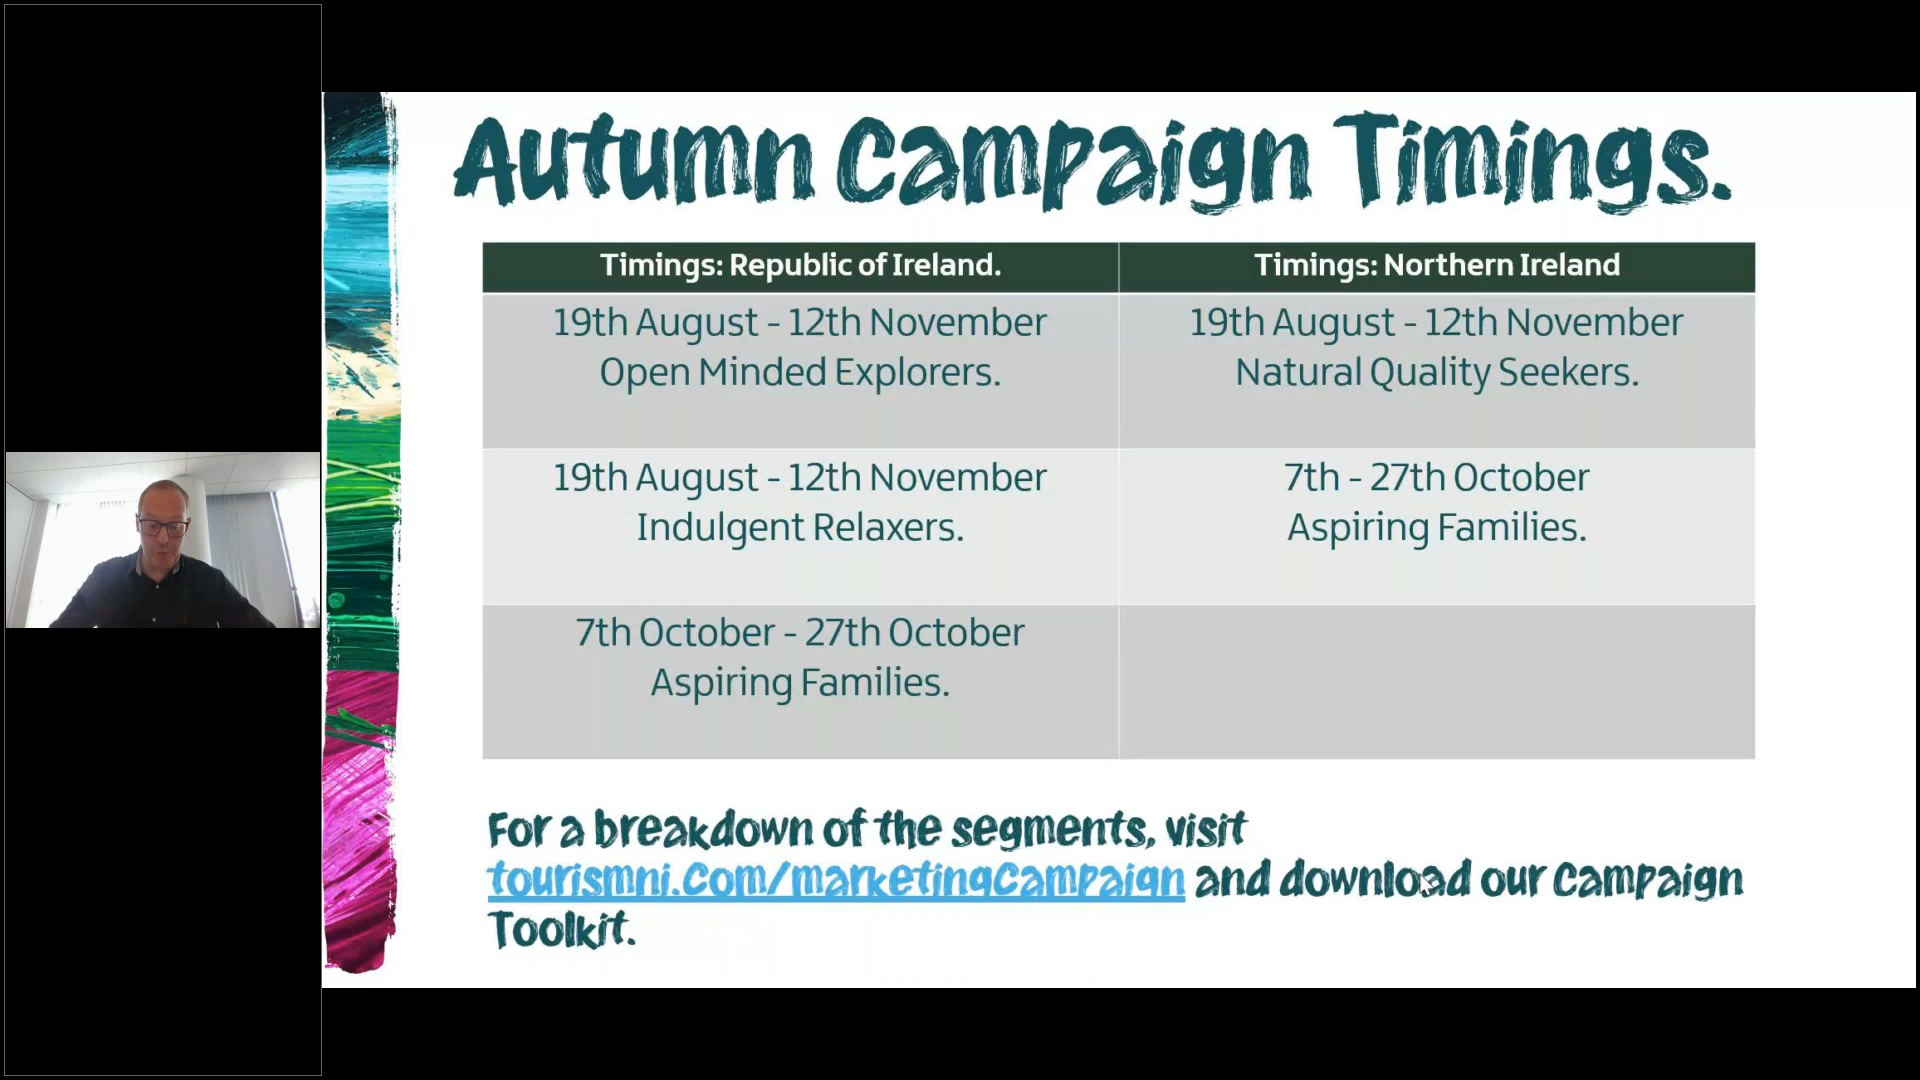 Autumn Campaign Timings.
Timings: Republic of Ireland.
Timings: Northern Ireland
19th August - 12th November
Open Minded Explorers.
19th August - 12th November
Natural Quality Seekers.
19th August - 12th November
Indulgent Relaxers.
7th - 27th October
Aspiring Families.
7th October - 27th October
Aspiring Families.
For a breakdown of the segments, visit
tourismni.com/marketingcampaign and download our campaign
Toolkit.